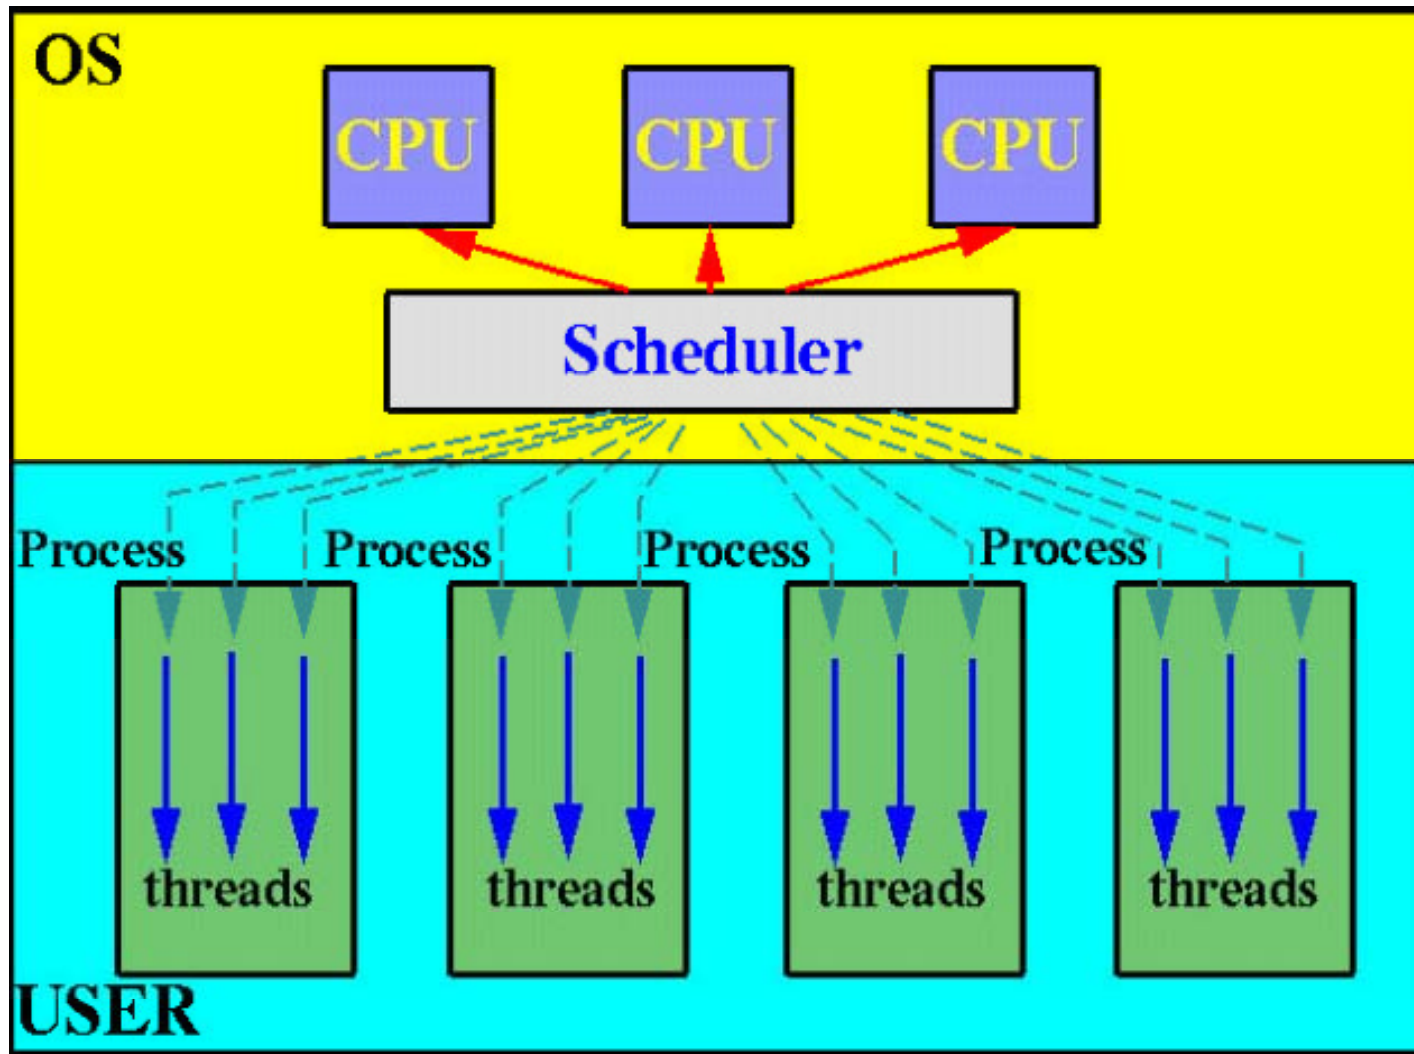 OS
CPU CPU CPU
Scheduler
Process Process Process Process
threads threads threads threads
USER